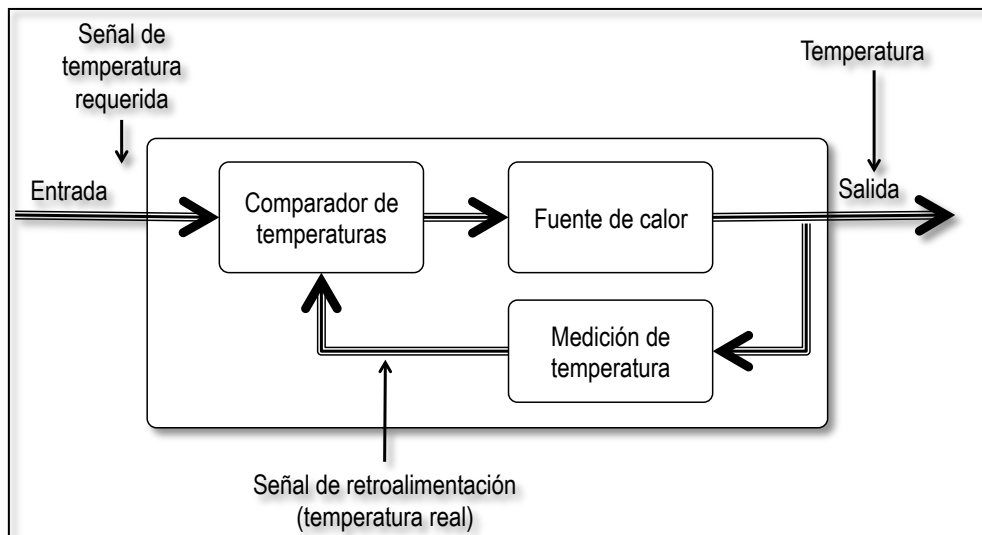 Señal de
temperatura
requerida
Temperatura
Entrada
Salida
Comparador de
temperaturas
Fuente de calor
Medición de
temperatura
Señal de retroalimentación
(temperatura real)